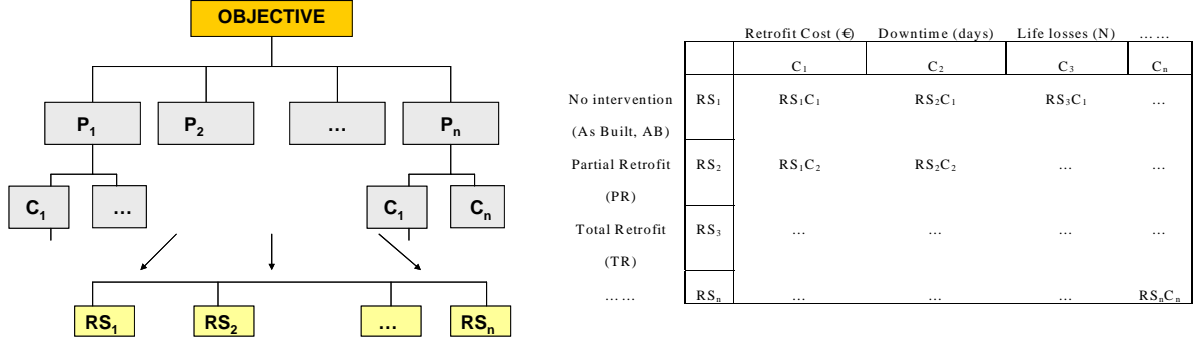 OBJECTIVE
P₁ P₂ … Pₙ
C₁ … C₁ Cₙ
RS₁ RS₂ … RSₙ
Retrofit Cost (€) Downtime (days) Life losses (N) ……
C₁ C₂ C₃ Cₙ
No intervention RS₁ RS₁C₁ RS₂C₁ RS₃C₁ …
(As Built, AB)
Partial Retrofit RS₂ RS₁C₂ RS₂C₂ … …
(PR)
Total Retrofit RS₃ … … … …
(TR)
…… RSₙ … … … RSₙCₙ